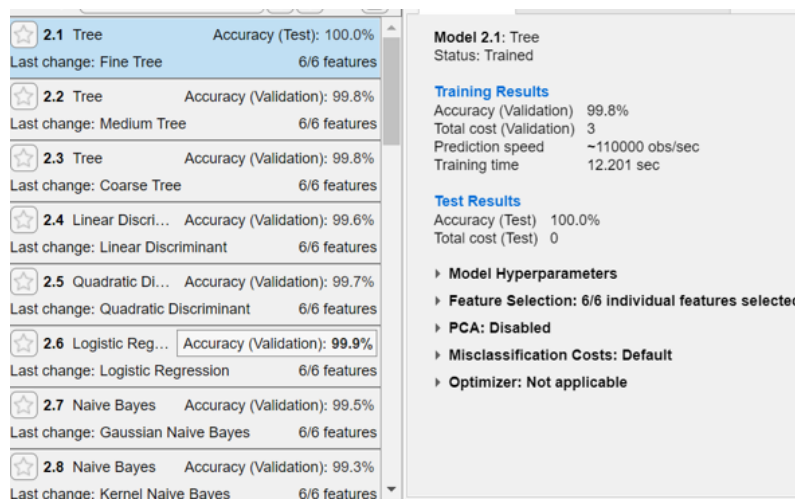 2.1 Tree Accuracy (Test): 100.0%
Last change: Fine Tree 6/6 features
2.2 Tree Accuracy (Validation): 99.8%
Last change: Medium Tree 6/6 features
2.3 Tree Accuracy (Validation): 99.8%
Last change: Coarse Tree 6/6 features
2.4 Linear Discri... Accuracy (Validation): 99.6%
Last change: Linear Discriminant 6/6 features
2.5 Quadratic Di... Accuracy (Validation): 99.7%
Last change: Quadratic Discriminant 6/6 features
2.6 Logistic Reg... Accuracy (Validation): 99.9%
Last change: Logistic Regression 6/6 features
2.7 Naive Bayes Accuracy (Validation): 99.5%
Last change: Gaussian Naive Bayes 6/6 features
2.8 Naive Bayes Accuracy (Validation): 99.3%
Last change: Kernel Naive Bayes 6/6 features
Model 2.1: Tree
Status: Trained
Training Results
Accuracy (Validation) 99.8%
Total cost (Validation) 3
Prediction speed ~110000 obs/sec
Training time 12.201 sec
Test Results
Accuracy (Test) 100.0%
Total cost (Test) 0
Model Hyperparameters
Feature Selection: 6/6 individual features selected
PCA: Disabled
Misclassification Costs: Default
Optimizer: Not applicable